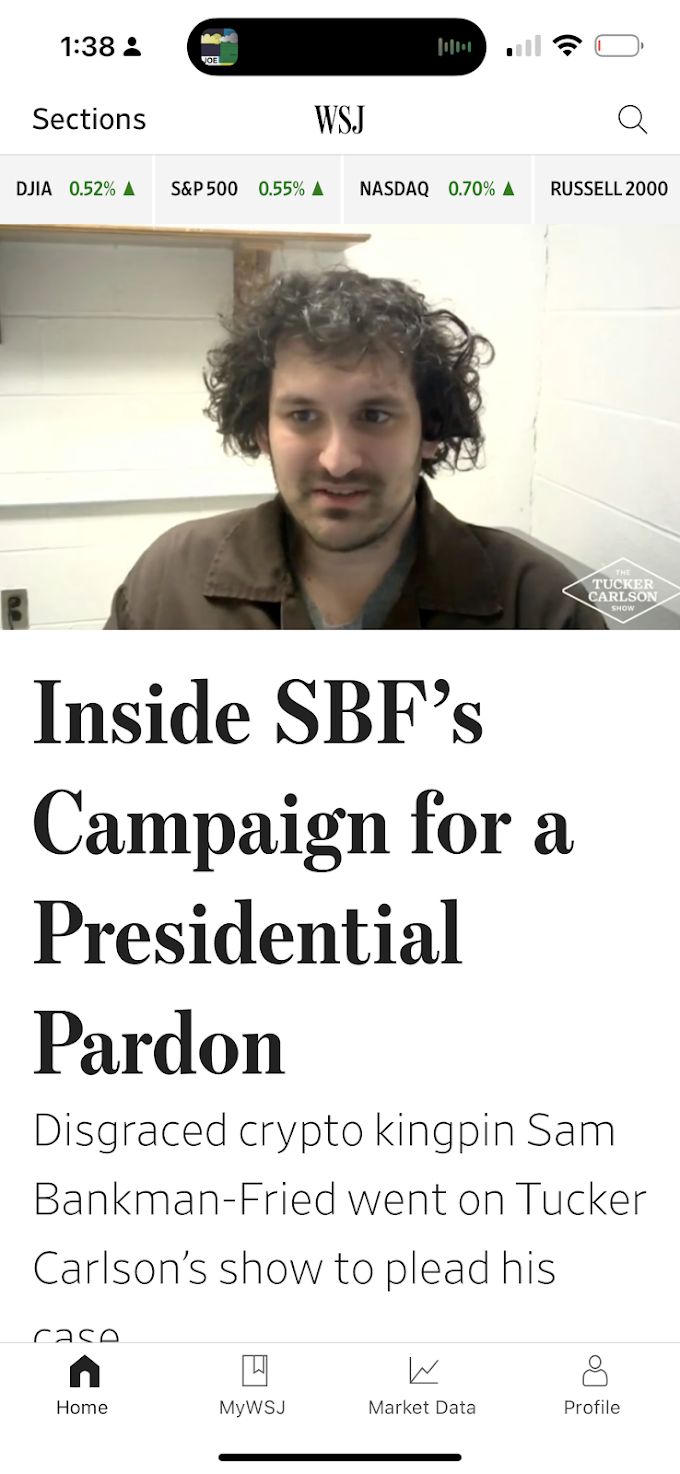 1:38
JOE
Sections
WSJ
DJIA 0.52% ▲ S&P 500 0.55% ▲ NASDAQ 0.70% ▲ RUSSELL 2000
THE
TUCKER
CARLSON
SHOW
Inside SBF’s
Campaign for a
Presidential
Pardon
Disgraced crypto kingpin Sam
Bankman-Fried went on Tucker
Carlson’s show to plead his
case
Home MyWSJ Market Data Profile